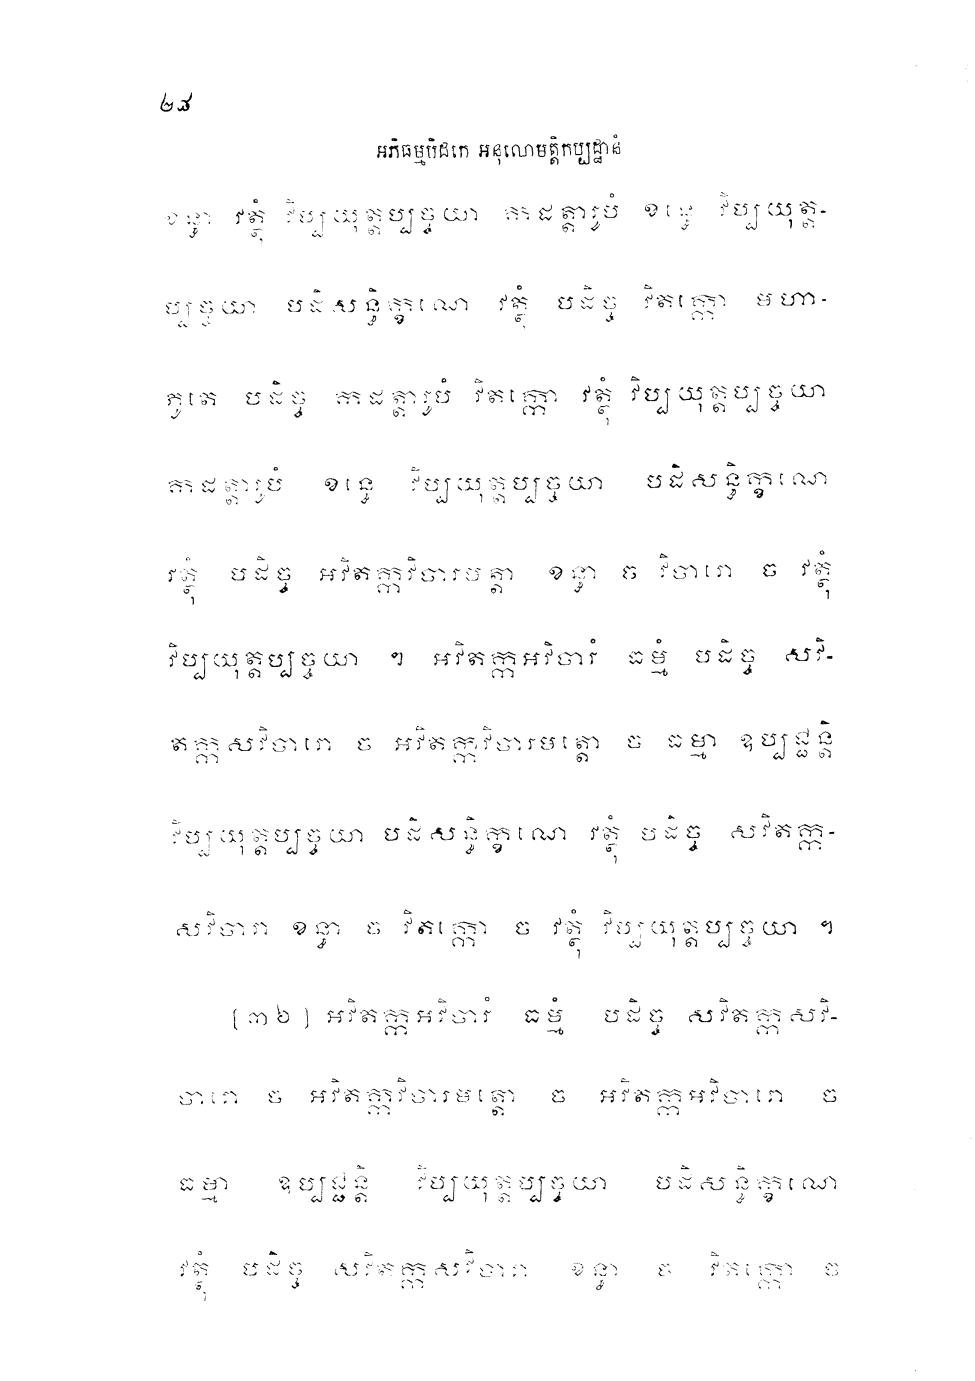 ២៨
អភិធម្មបិដកេ អនុលោមត្តិកប្បដ្ឋានំ
ខន្ធា វត្ថុំ វិប្បយុត្តប្បច្ចយា កដត្តារូបំ ខន្ធេ វិប្បយុត្ត-
ប្បច្ចយា បដិសន្ធិក្ខណេ វត្ថុំ បដិច្ច វិតក្កោ មហា-
ភូតេ បដិច្ច កដត្តារូបំ វិតក្កោ វត្ថុំ វិប្បយុត្តប្បច្ចយា
កដត្តារូបំ ខន្ធេ វិប្បយុត្តប្បច្ចយា បដិសន្ធិក្ខណេ
វត្ថុំ បដិច្ច អវិតក្កវិចារមត្តា ខន្ធា ច វិចារោ ច វត្ថុំ
វិប្បយុត្តប្បច្ចយា ។ អវិតក្កអវិចារំ ធម្មំ បដិច្ច សវិ-
តក្កសវិចារោ ច អវិតក្កវិចារមត្តោ ច ធម្មា ឧប្បជ្ជន្តិ
វិប្បយុត្តប្បច្ចយា បដិសន្ធិក្ខណេ វត្ថុំ បដិច្ច សវិតក្ក-
សវិចារា ខន្ធា ច វិតក្កោ ច វត្ថុំ វិប្បយុត្តប្បច្ចយា ។
[៣៦] អវិតក្កអវិចារំ ធម្មំ បដិច្ច សវិតក្កសវិ-
ចារោ ច អវិតក្កវិចារមត្តោ ច អវិតក្កអវិចារោ ច
ធម្មា ឧប្បជ្ជន្តិ វិប្បយុត្តប្បច្ចយា បដិសន្ធិក្ខណេ
វត្ថុំ បដិច្ច សវិតក្កសវិចារា ខន្ធា ច វិតក្កោ ច